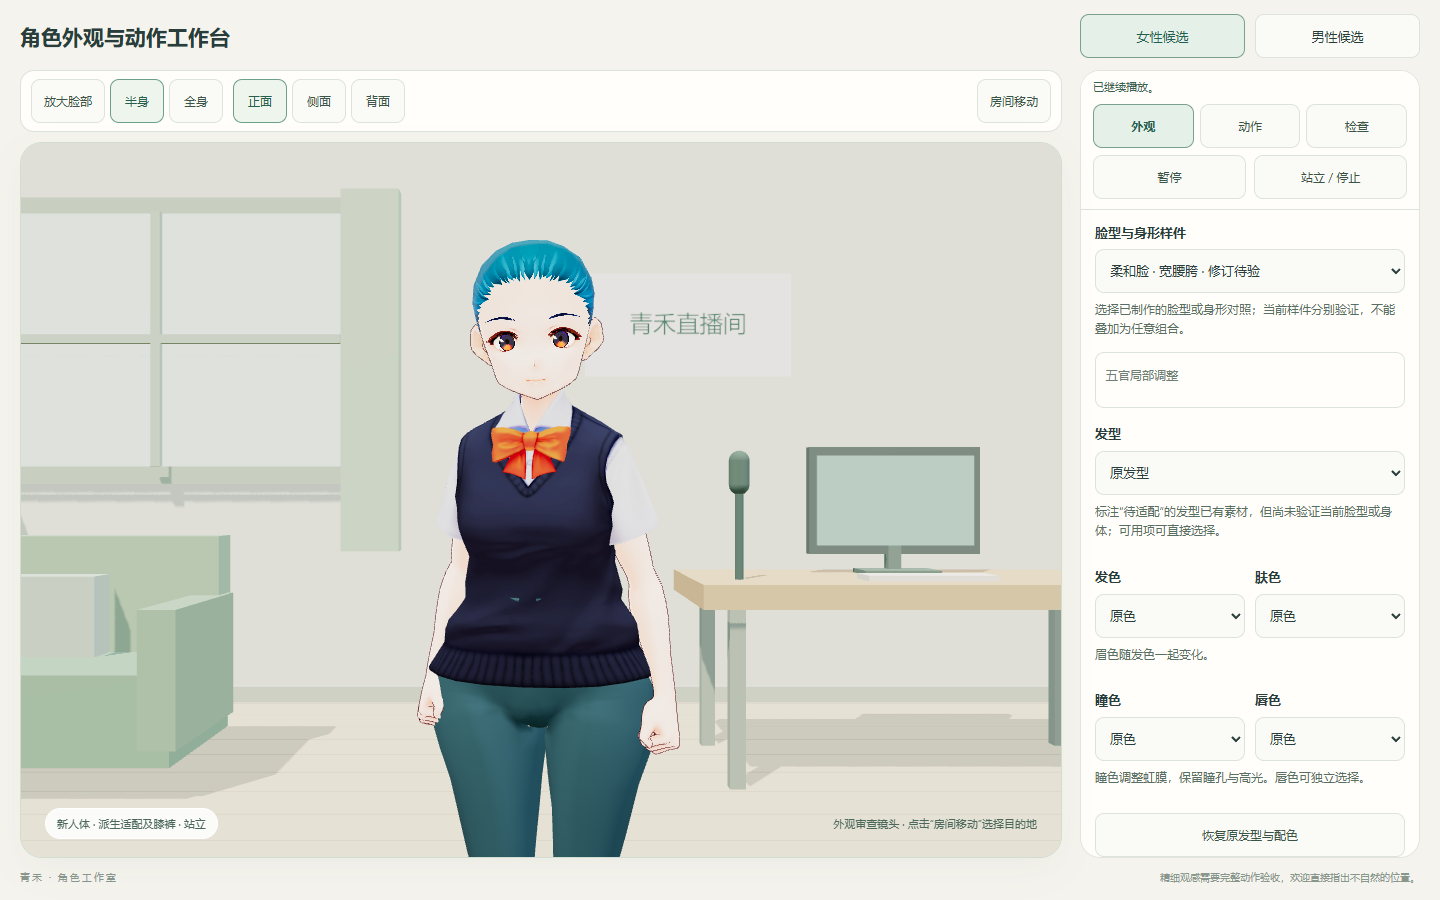 角色外观与动作工作台
女性候选
男性候选
放大脸部
半身
全身
正面
侧面
背面
房间移动
已继续播放。
外观
动作
检查
暂停
站立 / 停止
脸型与身形样件
柔和脸 · 宽腰胯 · 修订待验
选择已制作的脸型或身形对照；当前样件分别验证，不能
叠加为任意组合。
五官局部调整
发型
原发型
标注“待适配”的发型已有素材，但尚未验证当前脸型或身
体；可用项可直接选择。
发色
肤色
原色
原色
眉色随发色一起变化。
瞳色
唇色
原色
原色
瞳色调整虹膜，保留瞳孔与高光。唇色可独立选择。
恢复原发型与配色
青禾直播间
新人体 · 派生适配及膝裤 · 站立
外观审查镜头 · 点击“房间移动”选择目的地
青禾 · 角色工作室
精细观感需要完整动作验收，欢迎直接指出不自然的位置。